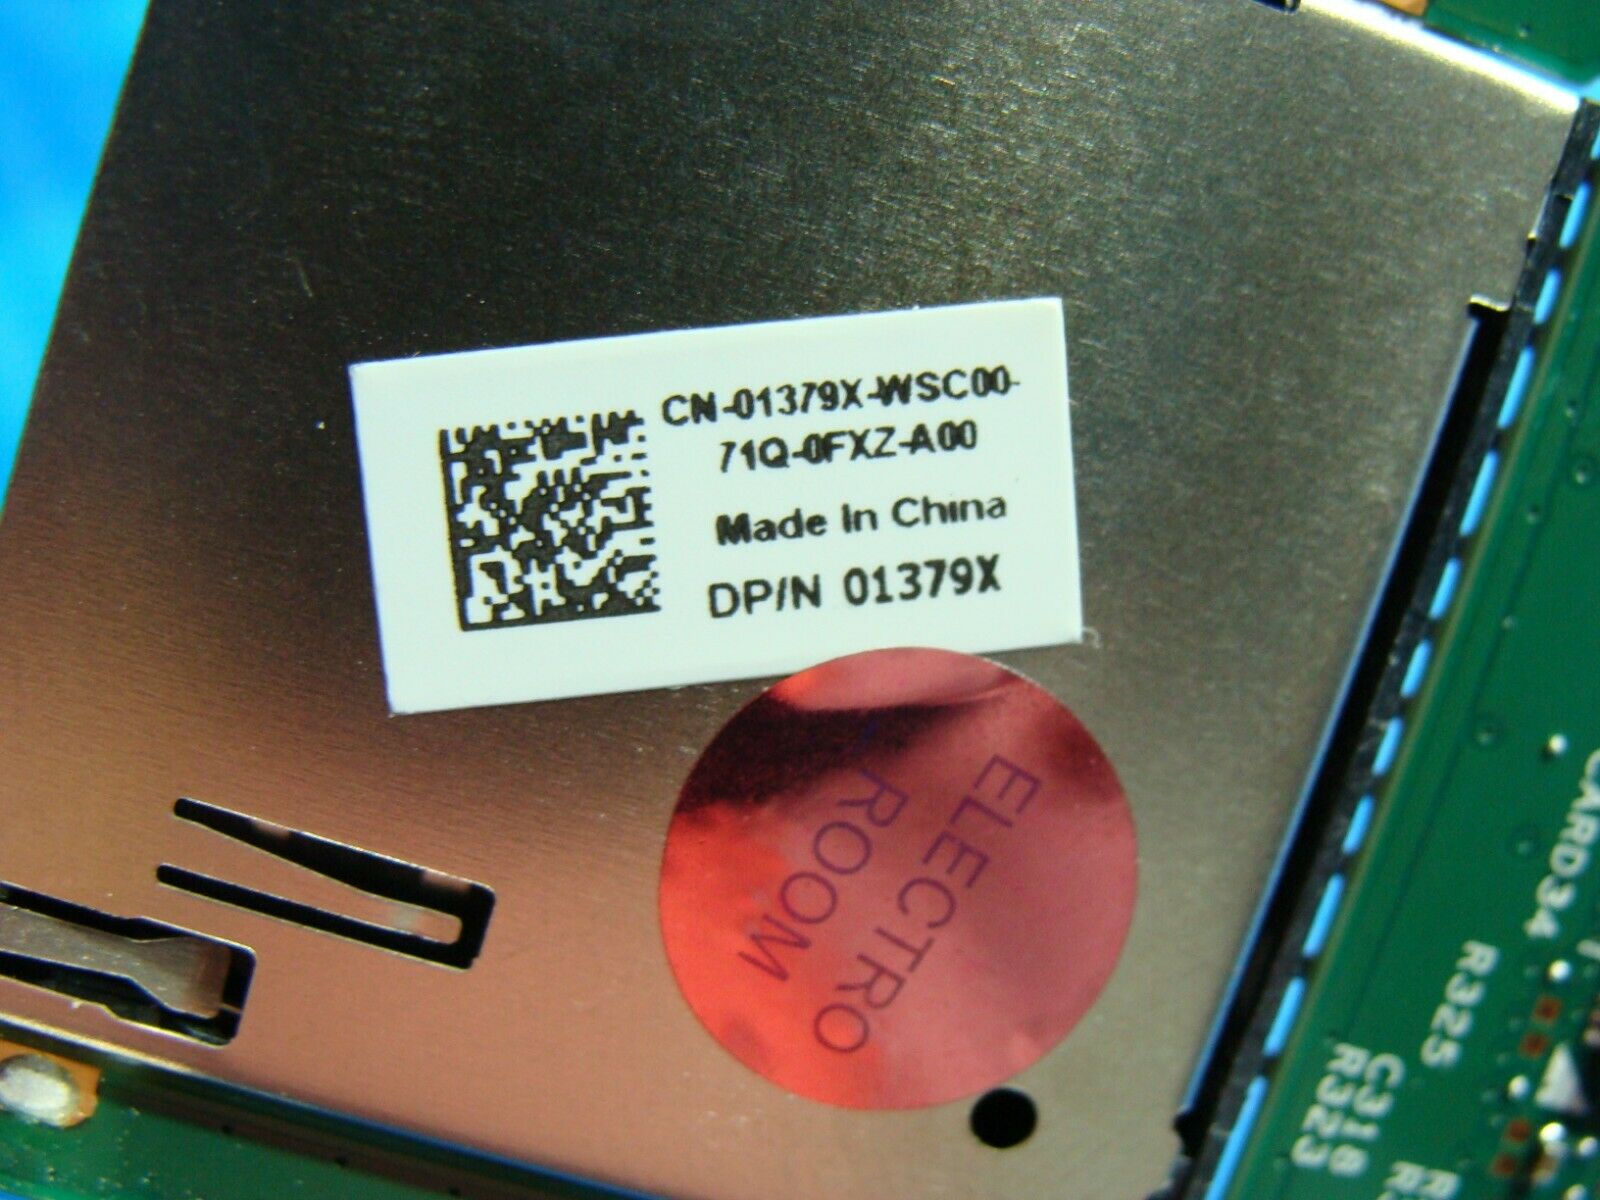 CN-01379X-WSC00-
71Q-0FXZ-A00
Made In China
DP/N 01379X
ELECTRO
ROOM
CARD34
R325
C318
R323